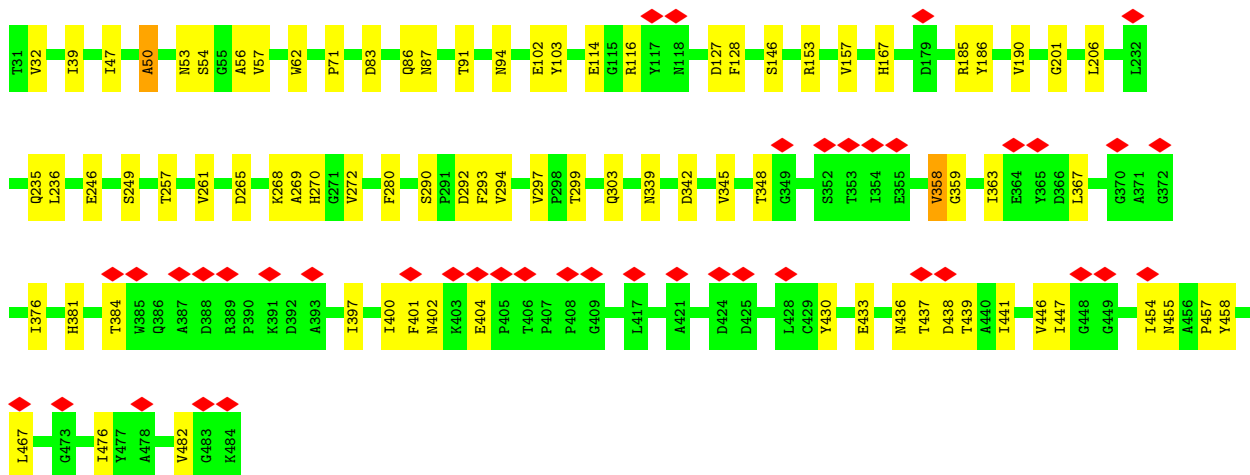 T31 V32 I39 I47 A50 N53 S54 G55 A56 V57 W62 P71 D83 Q86 N87 T91 N94 E102 Y103 E114 G115 R116 Y117 N118 D127 F128 S146 R153 V157 H167 D179 R185 Y186 V190 G201 L206 L232
Q235 L236 E246 S249 T257 V261 D265 K268 A269 H270 G271 V272 F280 S290 P291 D292 F293 V294 V297 P298 T299 Q303 N339 D342 V345 T348 G349 S352 T353 I354 E355 V358 G359 I363 E364 Y365 D366 L367 G370 A371 G372
I376 H381 T384 W385 Q386 A387 D388 R389 P390 K391 D392 A393 I397 I400 F401 N402 K403 E404 P405 T406 P407 P408 G409 L417 A421 D424 D425 L428 C429 Y430 E433 N436 T437 D438 T439 A440 I441 V446 I447 G448 G449 I454 N455 A456 P457 Y458
L467 G473 I476 Y477 A478 V482 G483 K484